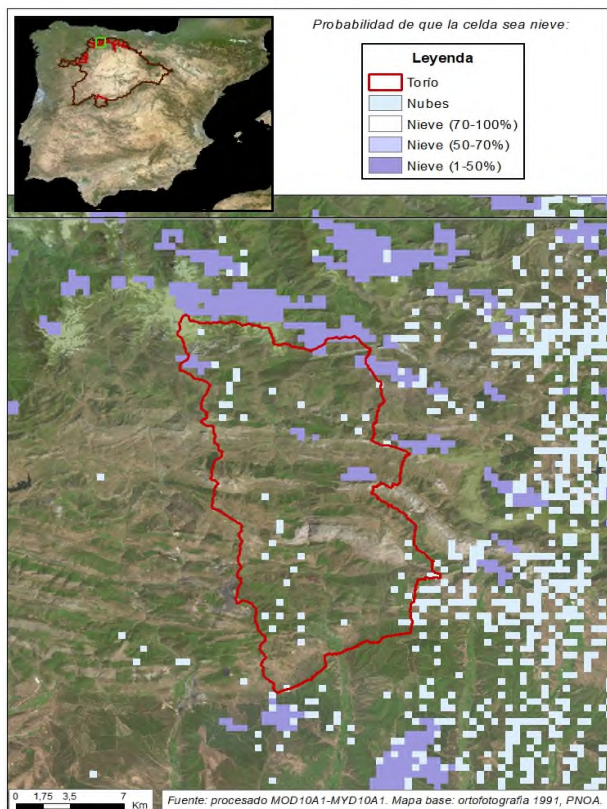 Probabilidad de que la celda sea nieve:
Leyenda
Torío
Nubes
Nieve (70-100%)
Nieve (50-70%)
Nieve (1-50%)
0 1,75 3,5 7
Km
Fuente: procesado MOD10A1-MYD10A1. Mapa base: ortofotografia 1991, PNOA